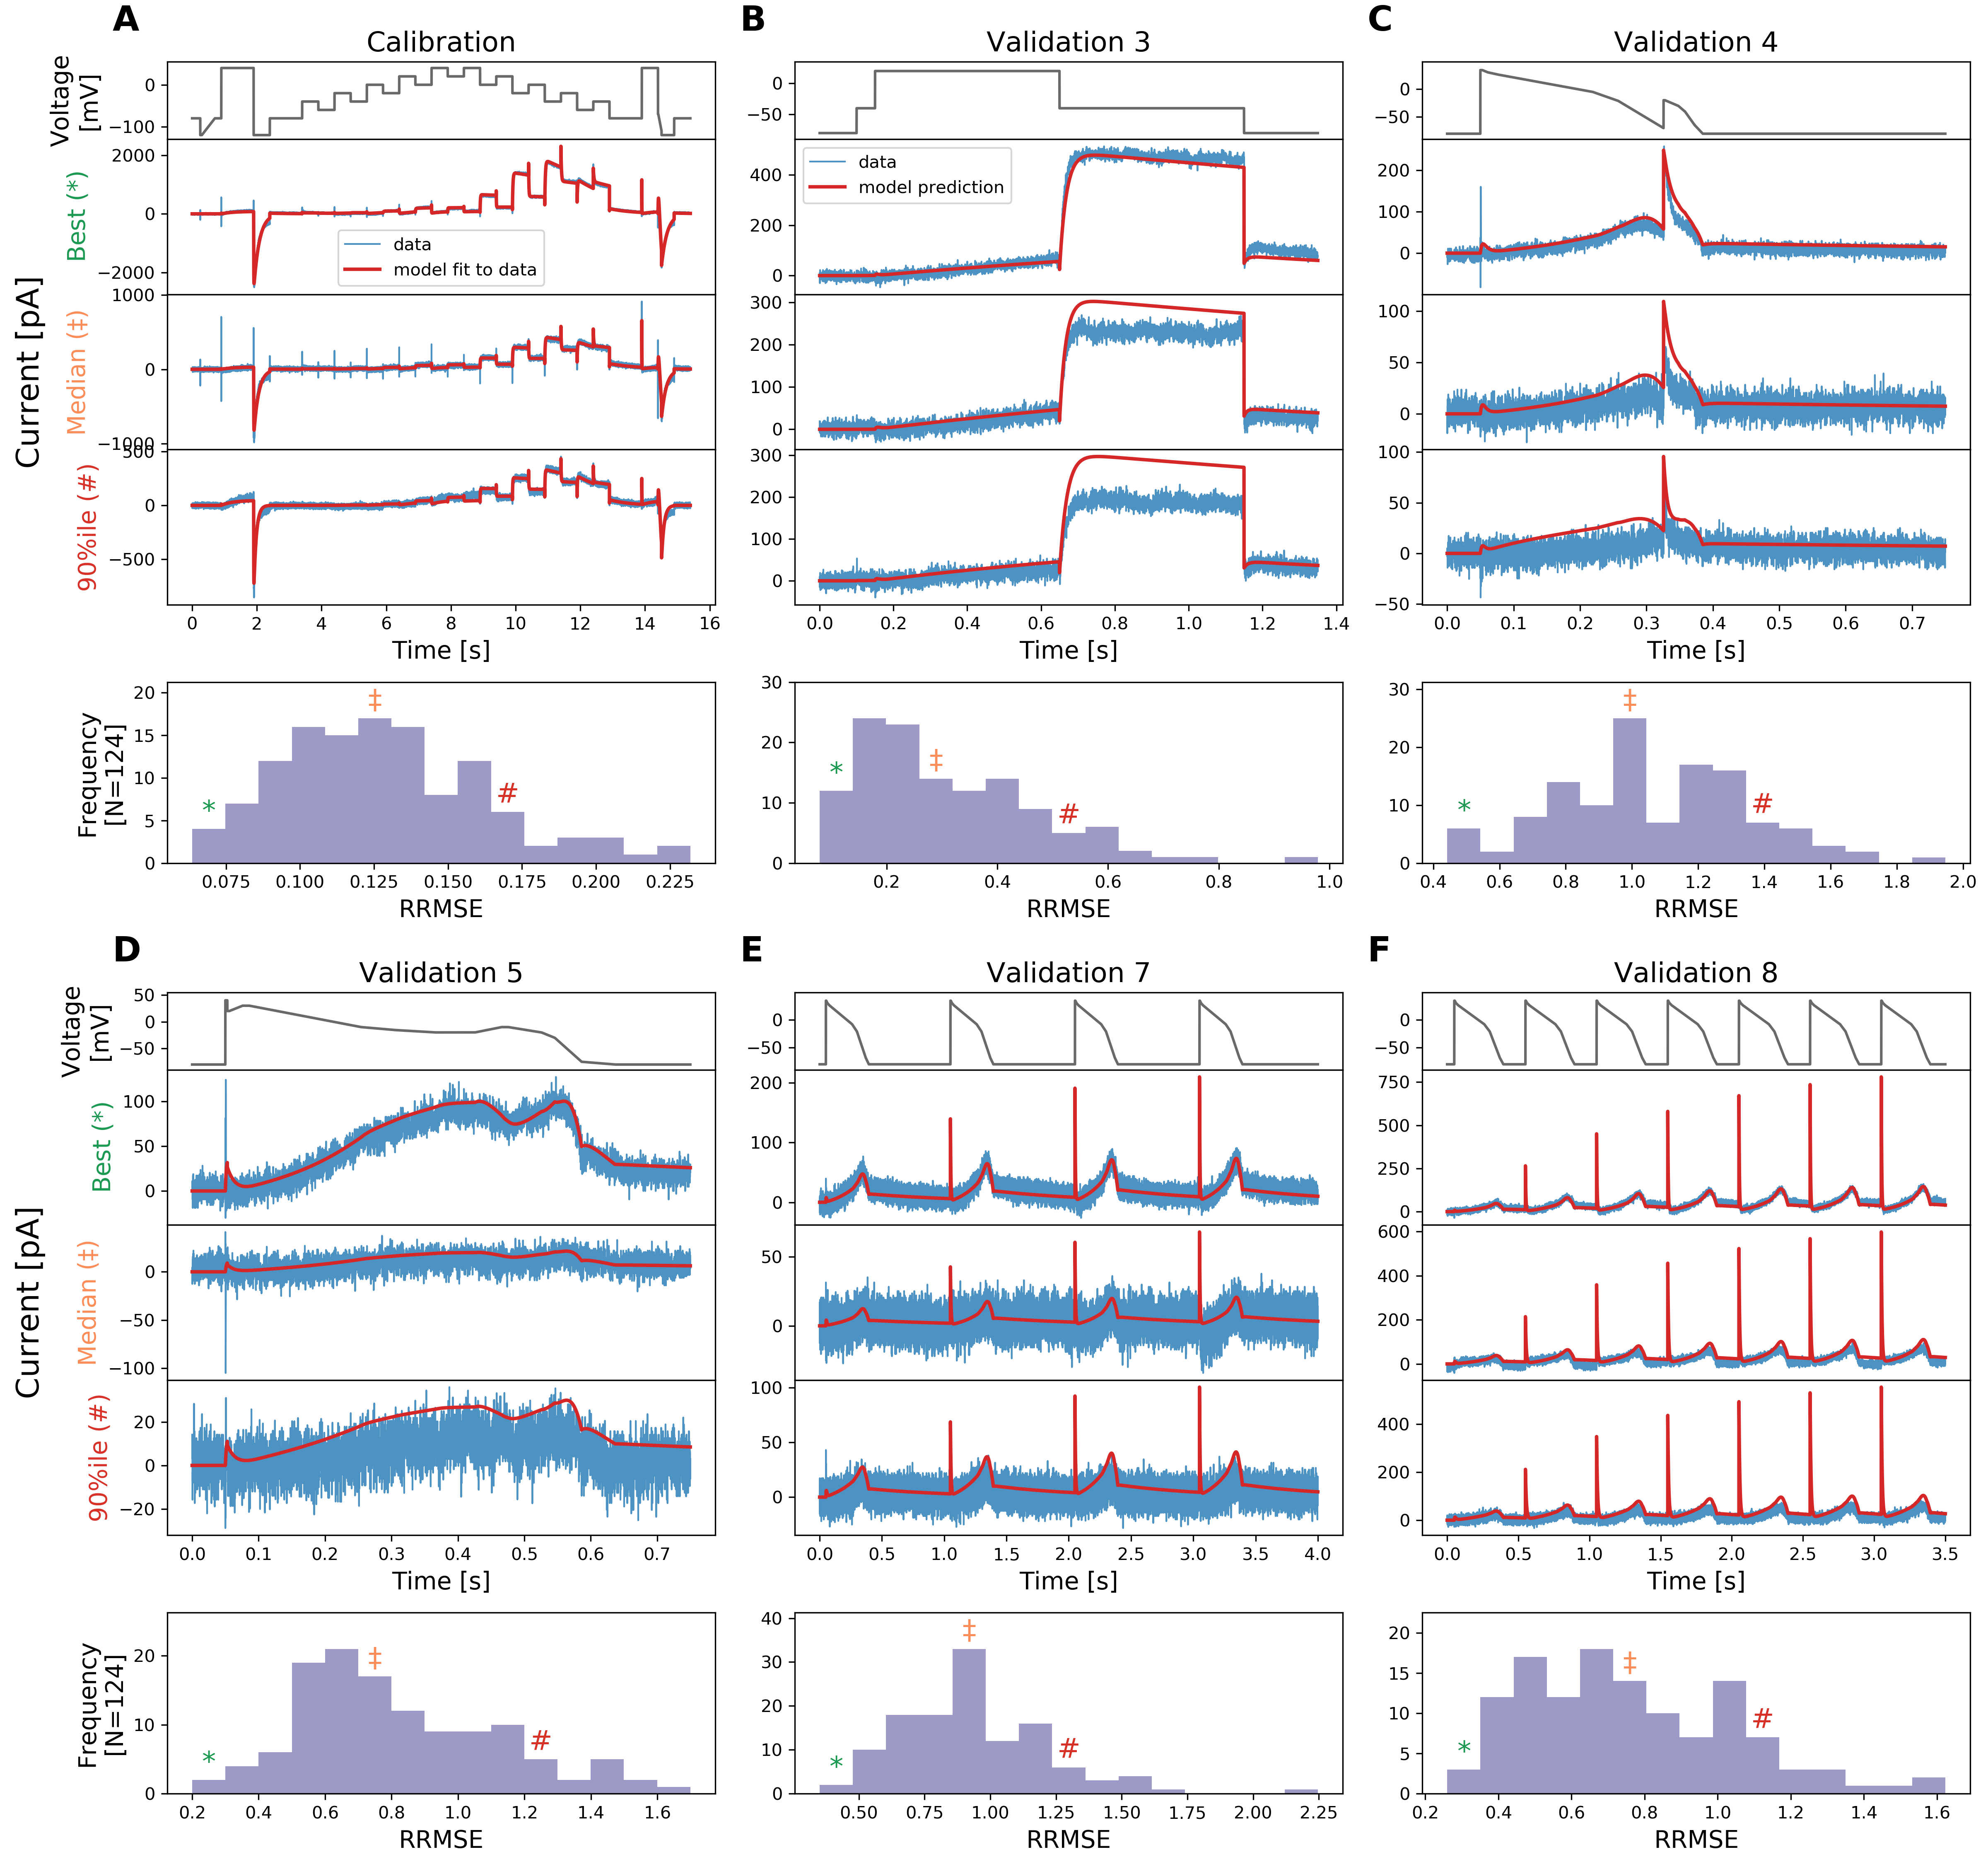 A
Calibration
Voltage
[mV]
0
−100
Current [pA]
Best (*)
2000
0
−2000
data
model fit to data
Median (‡)
1000
0
−1000
90%ile (#)
500
0
−500
0 2 4 6 8 10 12 14 16
Time [s]
Frequency
[N=124]
20
15
10
5
0
*
‡
#
0.075 0.100 0.125 0.150 0.175 0.200 0.225
RRMSE
B
Validation 3
0
−50
data
model prediction
400
200
0
300
200
100
0
300
200
100
0
0.0 0.2 0.4 0.6 0.8 1.0 1.2 1.4
Time [s]
30
20
10
0
*
‡
#
0.2 0.4 0.6 0.8 1.0
RRMSE
C
Validation 4
0
−50
200
100
0
100
50
0
100
50
0
−50
0.0 0.1 0.2 0.3 0.4 0.5 0.6 0.7
Time [s]
30
20
10
0
*
‡
#
0.4 0.6 0.8 1.0 1.2 1.4 1.6 1.8 2.0
RRMSE
D
Validation 5
Voltage
[mV]
50
0
−50
Current [pA]
Best (*)
100
50
0
Median (‡)
0
−50
−100
90%ile (#)
20
0
−20
0.0 0.1 0.2 0.3 0.4 0.5 0.6 0.7
Time [s]
Frequency
[N=124]
20
10
0
*
‡
#
0.2 0.4 0.6 0.8 1.0 1.2 1.4 1.6
RRMSE
E
Validation 7
0
−50
200
100
0
50
0
100
50
0
0.0 0.5 1.0 1.5 2.0 2.5 3.0 3.5 4.0
Time [s]
40
30
20
10
0
*
‡
#
0.50 0.75 1.00 1.25 1.50 1.75 2.00 2.25
RRMSE
F
Validation 8
0
−50
750
500
250
0
600
400
200
0
400
200
0
0.0 0.5 1.0 1.5 2.0 2.5 3.0 3.5
Time [s]
20
15
10
5
0
*
‡
#
0.2 0.4 0.6 0.8 1.0 1.2 1.4 1.6
RRMSE